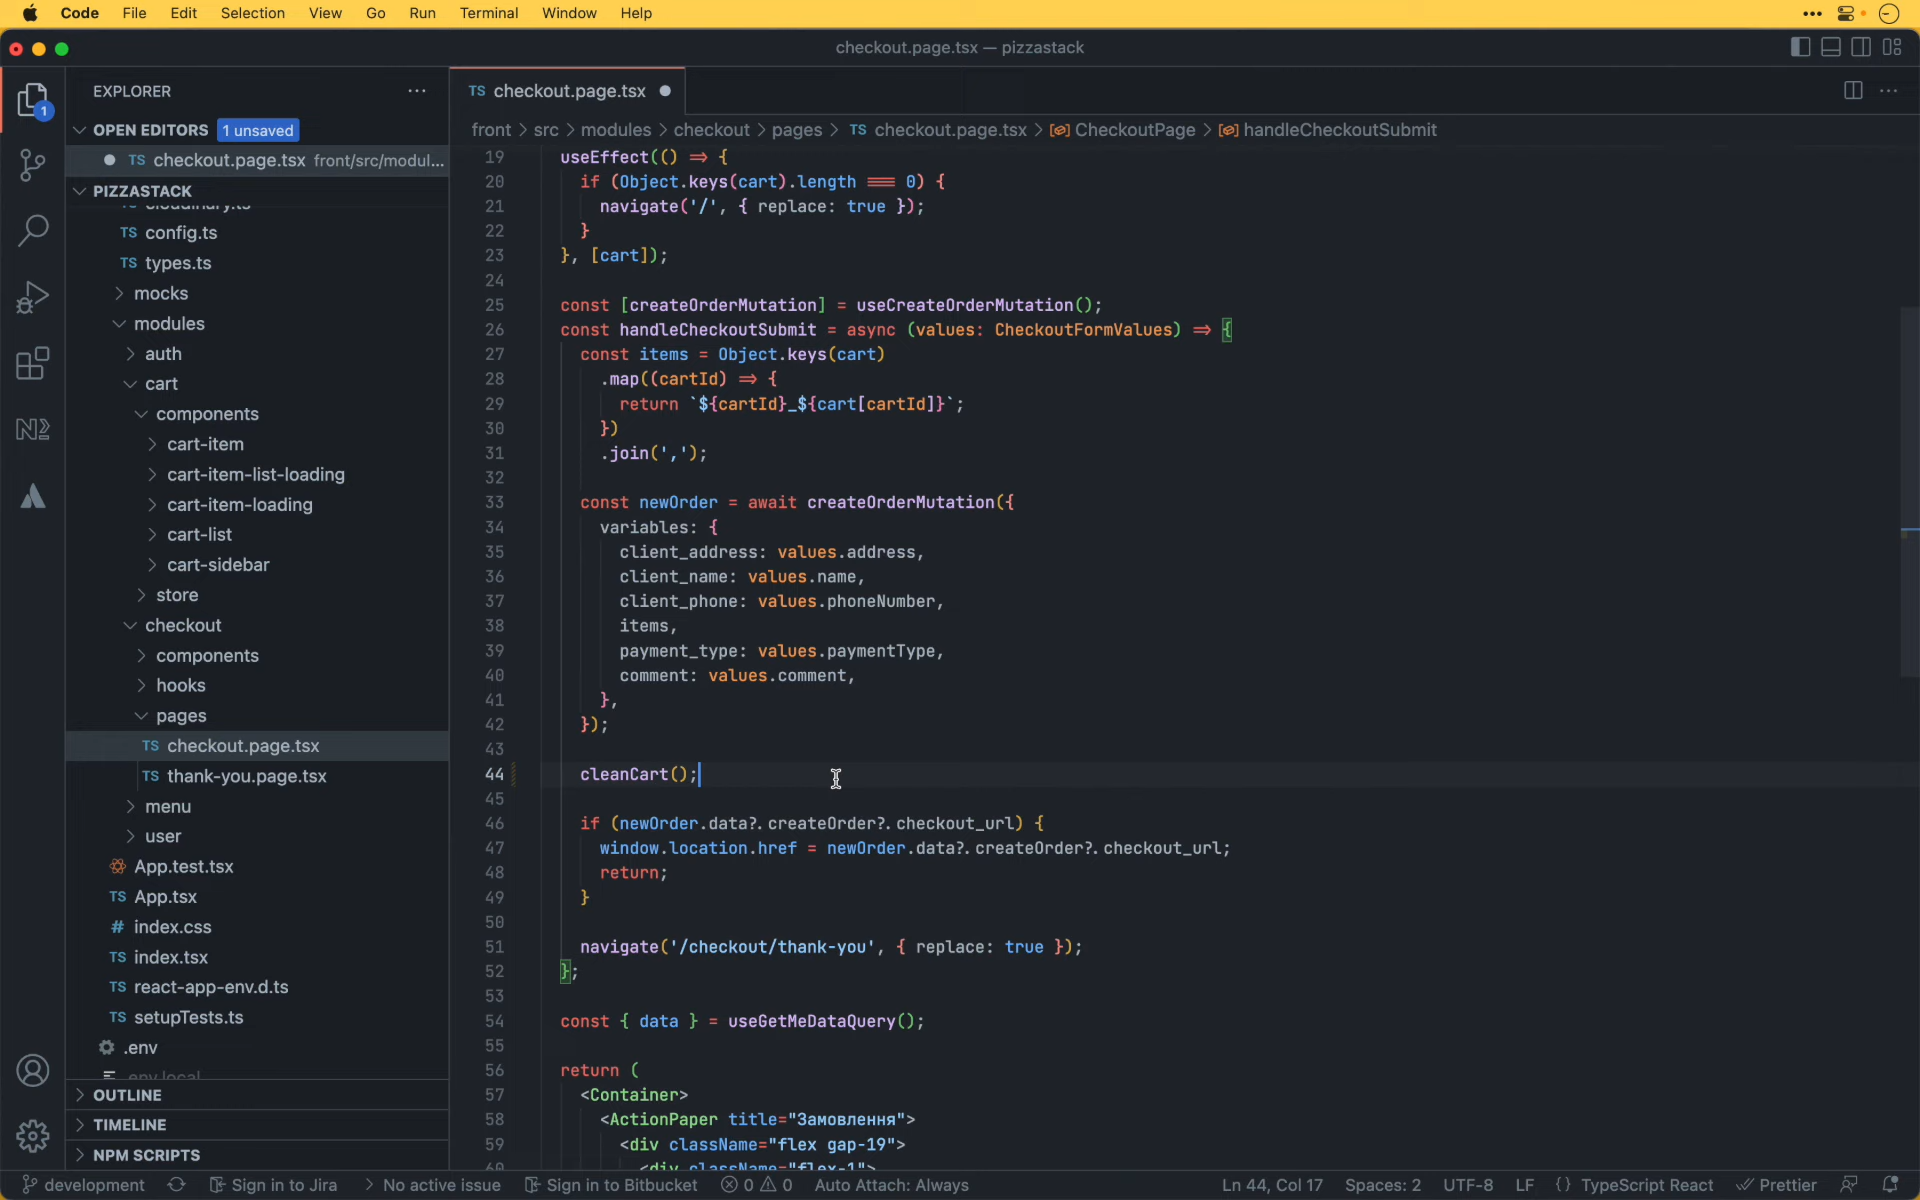 Code File Edit Selection View Go Run Terminal Window Help
checkout.page.tsx — pizzastack
EXPLORER
OPEN EDITORS 1 unsaved
TS checkout.page.tsx front/src/modul...
PIZZASTACK
cloudinary.ts
TS config.ts
TS types.ts
mocks
modules
auth
cart
components
cart-item
cart-item-list-loading
cart-item-loading
cart-list
cart-sidebar
store
checkout
components
hooks
pages
TS checkout.page.tsx
TS thank-you.page.tsx
menu
user
App.test.tsx
TS App.tsx
# index.css
TS index.tsx
TS react-app-env.d.ts
TS setupTests.ts
.env
.env.local
OUTLINE
TIMELINE
NPM SCRIPTS
1
TS checkout.page.tsx
front > src > modules > checkout > pages > TS checkout.page.tsx > CheckoutPage > handleCheckoutSubmit
19 useEffect(() => {
20 if (Object.keys(cart).length === 0) {
21 navigate('/', { replace: true });
22 }
23 }, [cart]);
24
25 const [createOrderMutation] = useCreateOrderMutation();
26 const handleCheckoutSubmit = async (values: CheckoutFormValues) => {
27 const items = Object.keys(cart)
28 .map((cartId) => {
29 return `${cartId}_${cart[cartId]}`;
30 })
31 .join(',');
32
33 const newOrder = await createOrderMutation({
34 variables: {
35 client_address: values.address,
36 client_name: values.name,
37 client_phone: values.phoneNumber,
38 items,
39 payment_type: values.paymentType,
40 comment: values.comment,
41 },
42 });
43
44 cleanCart();
45
46 if (newOrder.data?.createOrder?.checkout_url) {
47 window.location.href = newOrder.data?.createOrder?.checkout_url;
48 return;
49 }
50
51 navigate('/checkout/thank-you', { replace: true });
52 };
53
54 const { data } = useGetMeDataQuery();
55
56 return (
57 <Container>
58 <ActionPaper title="Замовлення">
59 <div className="flex gap-19">
60 <div className="flex-1">
development Sign in to Jira No active issue Sign in to Bitbucket 0 0 Auto Attach: Always Ln 44, Col 17 Spaces: 2 UTF-8 LF {} TypeScript React Prettier